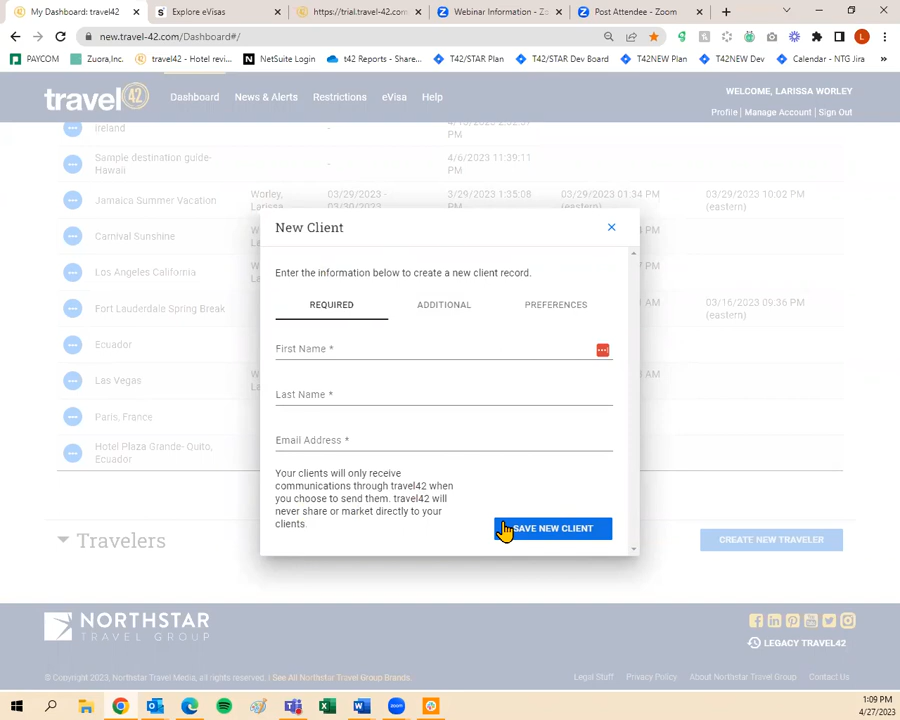 My Dashboard: travel42
Explore eVisas
https://trial.travel-42.com
Webinar Information - Z
Post Attendee - Zoom
new.travel-42.com/Dashboard#/
PAYCOM
Zuora,Inc.
travel42 - Hotel revi...
NetSuite Login
t42 Reports - Share...
T42/STAR Plan
T42/STAR Dev Board
T42NEW Plan
T42NEW Dev
Calendar - NTG Jira
travel 42
Dashboard
News & Alerts
Restrictions
eVisa
Help
WELCOME, LARISSA WORLEY
Profile | Manage Account | Sign Out
Ireland
-
PM
Sample destination guide-
Hawaii
-
4/6/2023 11:39:11
PM
Jamaica Summer Vacation
Worley,
Larissa
03/29/2023 -
03/30/2023
3/29/2023 1:35:08
PM
03/29/2023 01:34 PM
(eastern)
03/29/2023 10:02 PM
(eastern)
Carnival Sunshine
Los Angeles California
Fort Lauderdale Spring Break
03/16/2023 09:36 PM
(eastern)
Ecuador
Las Vegas
Paris, France
Hotel Plaza Grande- Quito,
Ecuador
New Client
Enter the information below to create a new client record.
REQUIRED
ADDITIONAL
PREFERENCES
First Name *
Last Name *
Email Address *
Your clients will only receive
communications through travel42 when
you choose to send them. travel42 will
never share or market directly to your
clients.
SAVE NEW CLIENT
Travelers
CREATE NEW TRAVELER
NORTHSTAR
TRAVEL GROUP
LEGACY TRAVEL42
© Copyright 2023, Northstar Travel Media, all rights reserved. | See All Northstar Travel Group Brands.
Legal Stuff
Privacy Policy
About Northstar Travel Group
Contact Us
1:09 PM
4/27/2023